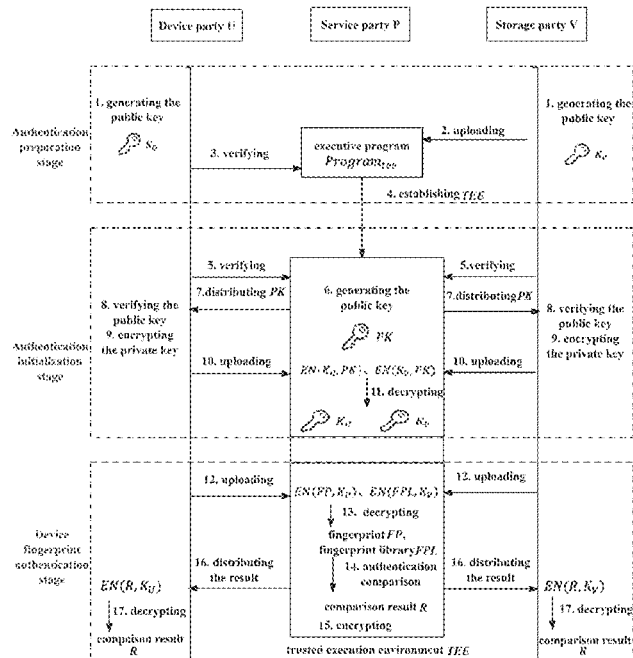 Device party U
Service party P
Storage party V
Authentication
preparation
stage
1. generating the
public key
3. verifying
executive program
Program_tee
2. uploading
1. generating the
public key
4. establishing TEE
Authentication
initialization
stage
5. verifying
7.distributing PK
8. verifying the
public key
9. encrypting
the private key
10. uploading
6. generating the
public key
PK
11. decrypting
5.verifying
7.distributing PK
8. verifying the
public key
9. encrypting
the private key
10. uploading
Device
fingerprint
authentication
stage
12. uploading
13. decrypting
fingerprint FP,
fingerprint library FPL
14. authentication
comparison
comparison result R
15. encrypting
12. uploading
16. distributing
the result
EN(R, K_U)
17. decrypting
comparison result
R
16. distributing
the result
EN(R, K_V)
17. decrypting
comparison result
R
trusted execution environment TEE